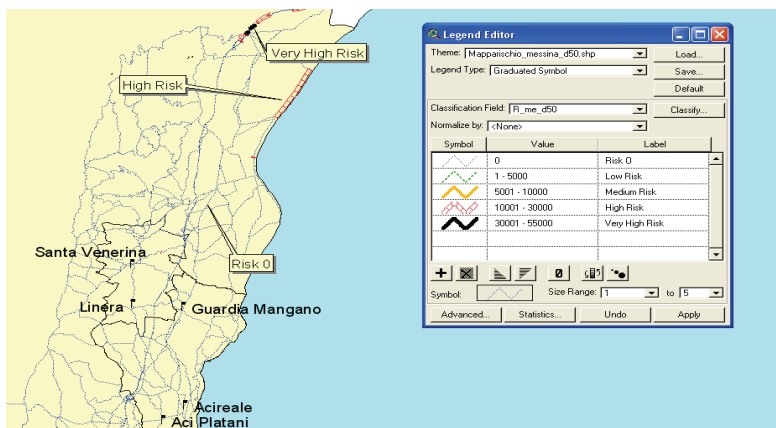 Very High Risk
High Risk
Risk 0
Santa Venerina
Linera
Guardia Mangano
Acireale
Aci Platani
Legend Editor
Theme: Mapparischio_messina_d50.shp
Load...
Legend Type: Graduated Symbol
Save...
Default
Classification Field: R_me_d50
Classify...
Normalize by: <None>
Symbol Value Label
0 Risk 0
1 - 5000 Low Risk
5001 - 10000 Medium Risk
10001 - 30000 High Risk
30001 - 55000 Very High Risk
Symbol: Size Range: 1 to 5
Advanced... Statistics... Undo Apply